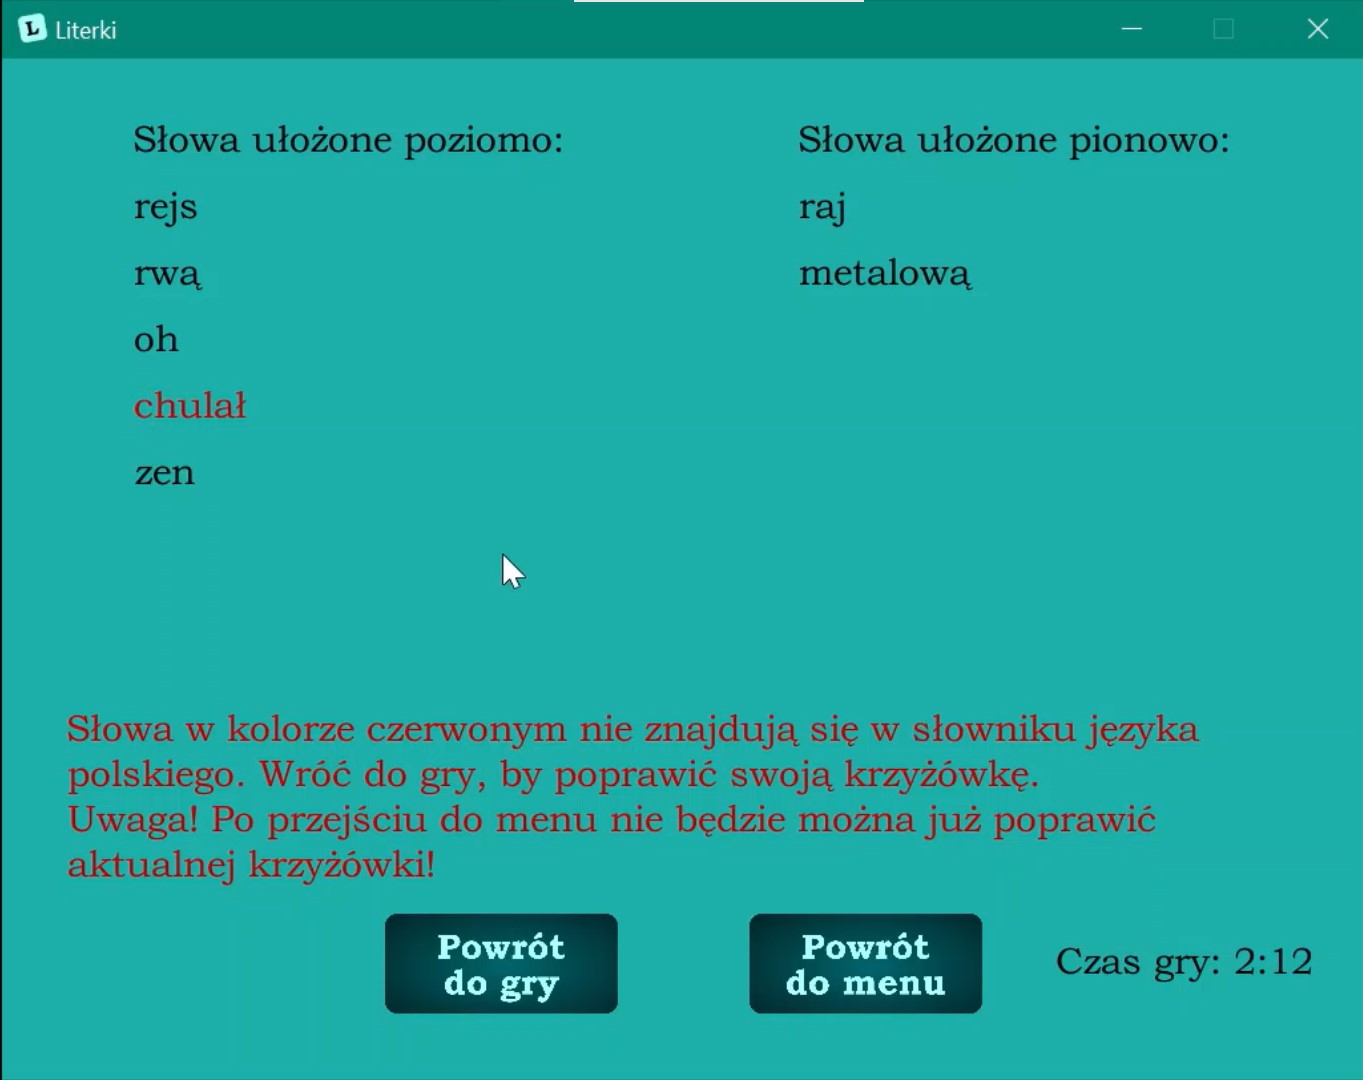 L Literki
Słowa ułożone poziomo:
rejs
rwą
oh
chulał
zen
Słowa ułożone pionowo:
raj
metalową
Słowa w kolorze czerwonym nie znajdują się w słowniku języka
polskiego. Wróć do gry, by poprawić swoją krzyżówkę.
Uwaga! Po przejściu do menu nie będzie można już poprawić
aktualnej krzyżówki!
Powrót
do gry
Powrót
do menu
Czas gry: 2:12